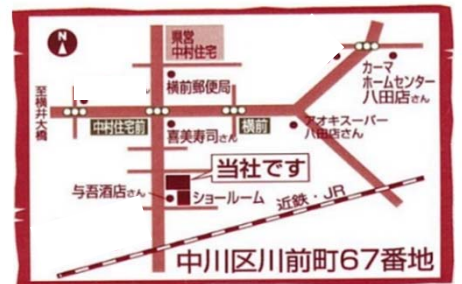 N
県営
中村住宅
横前郵便局
至横井大橋
中村住宅前
喜美寿司さん
横前
カーマ
ホームセンター
八田店さん
アオキスーパー
八田店さん
当社です
与吾酒店さん
ショールーム
近鉄・JR
中川区川前町67番地